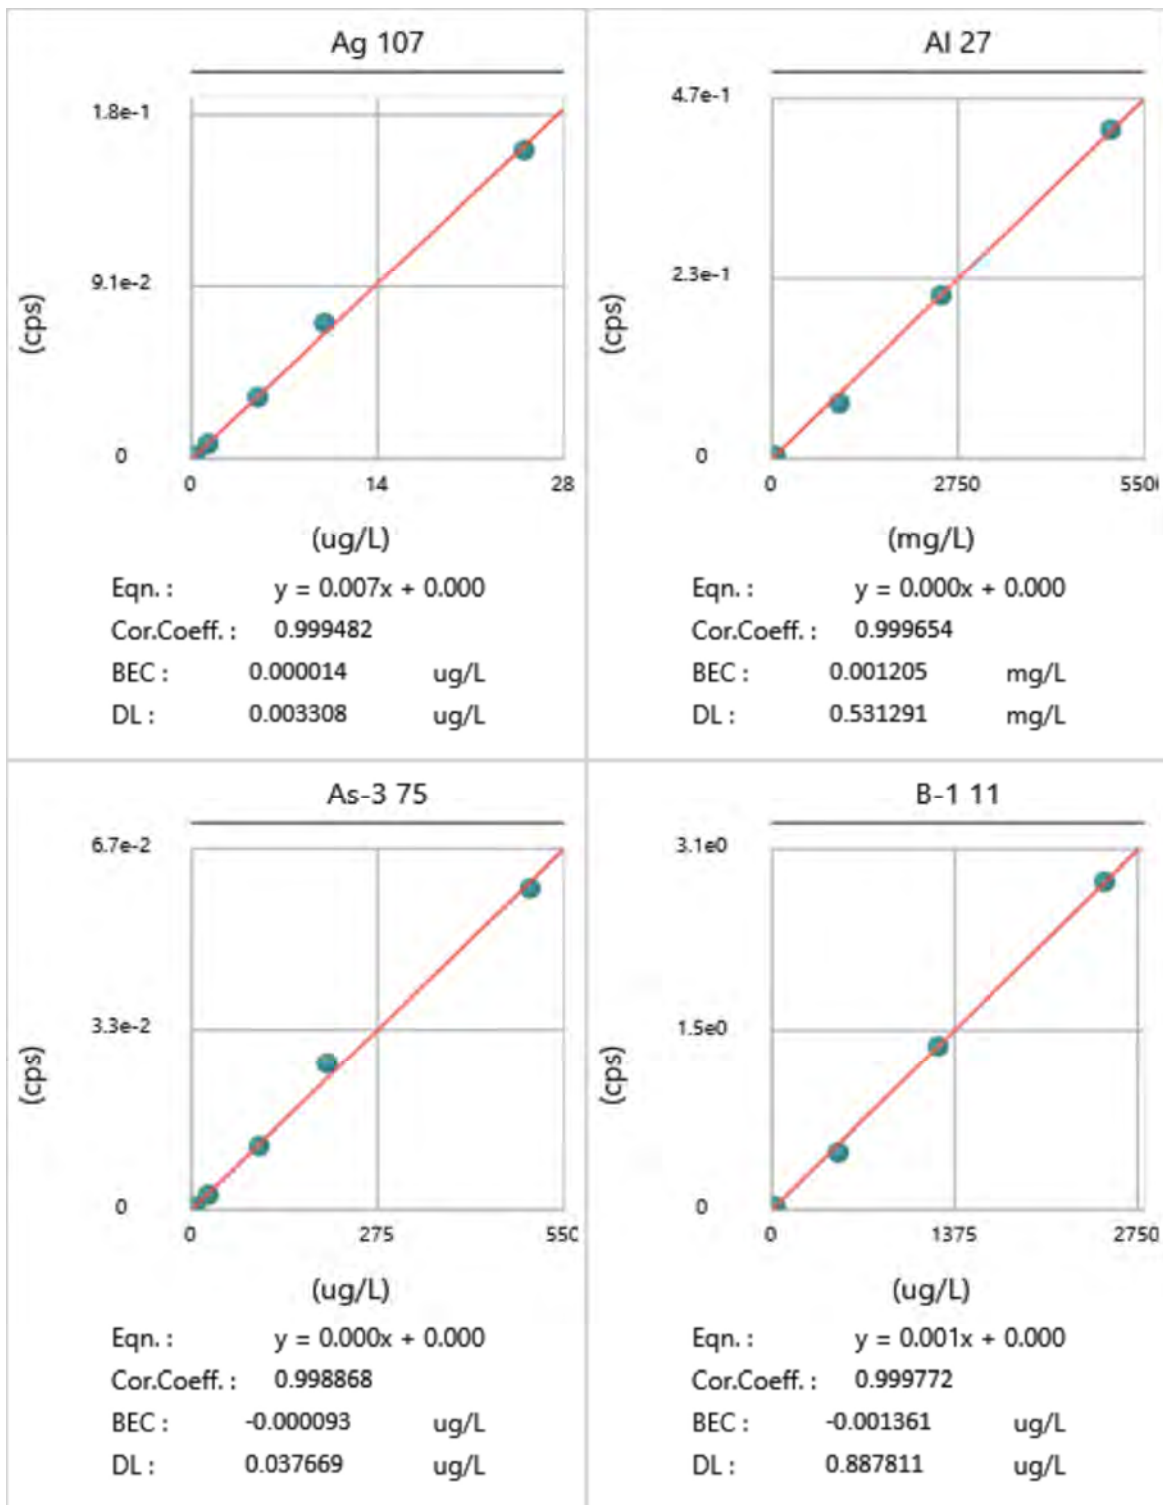 Ag 107
1.8e-1
9.1e-2
0
(cps)
0 14 28
(ug/L)
Eqn. : y = 0.007x + 0.000
Cor.Coeff. : 0.999482
BEC : 0.000014 ug/L
DL : 0.003308 ug/L
Al 27
4.7e-1
2.3e-1
0
(cps)
0 2750
(mg/L)
Eqn. : y = 0.000x + 0.000
Cor.Coeff. : 0.999654
BEC : 0.001205 mg/L
DL : 0.531291 mg/L
As-3 75
6.7e-2
3.3e-2
0
(cps)
0 275 550
(ug/L)
Eqn. : y = 0.000x + 0.000
Cor.Coeff. : 0.998868
BEC : -0.000093 ug/L
DL : 0.037669 ug/L
B-1 11
3.1e0
1.5e0
0
(cps)
0 1375 2750
(ug/L)
Eqn. : y = 0.001x + 0.000
Cor.Coeff. : 0.999772
BEC : -0.001361 ug/L
DL : 0.887811 ug/L